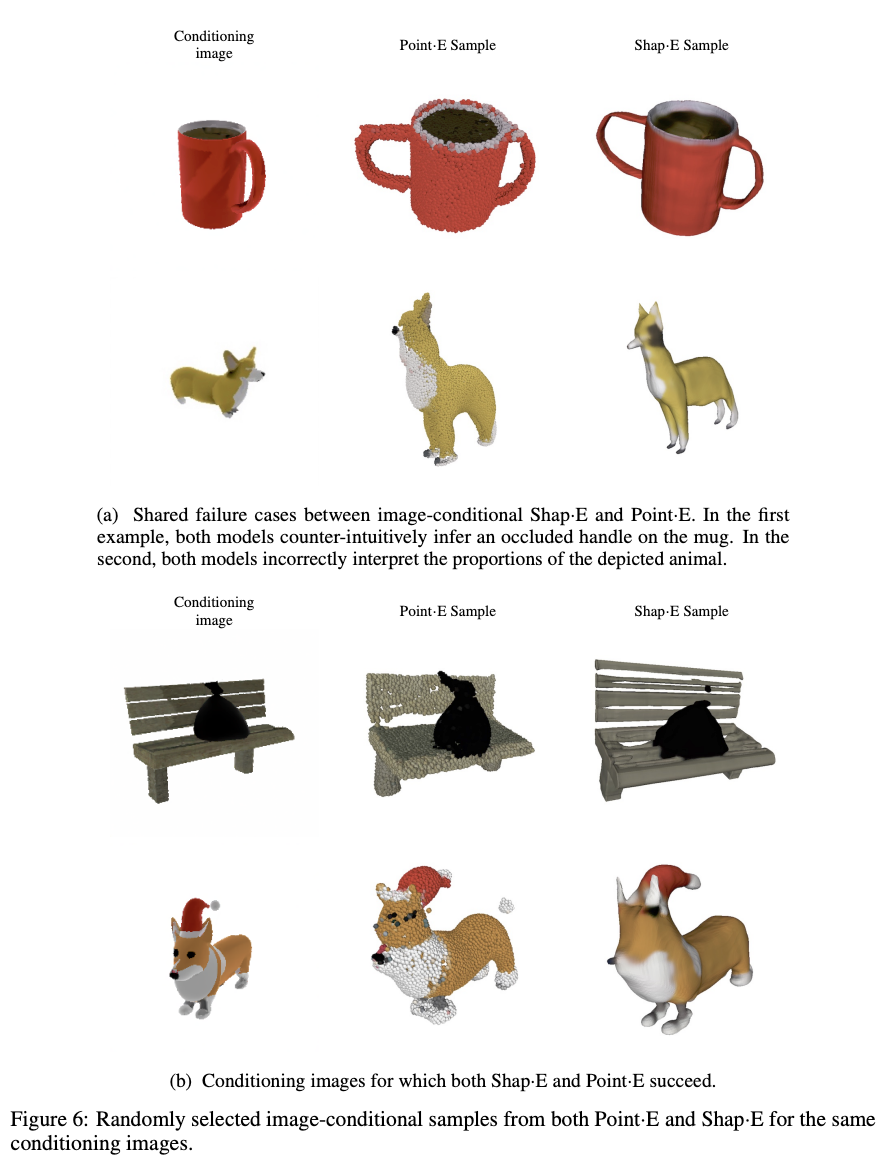 Conditioning
image
Point·E Sample
Shap·E Sample
(a) Shared failure cases between image-conditional Shap·E and Point·E. In the first
example, both models counter-intuitively infer an occluded handle on the mug. In the
second, both models incorrectly interpret the proportions of the depicted animal.
Conditioning
image
Point·E Sample
Shap·E Sample
(b) Conditioning images for which both Shap·E and Point·E succeed.
Figure 6: Randomly selected image-conditional samples from both Point·E and Shap·E for the same
conditioning images.